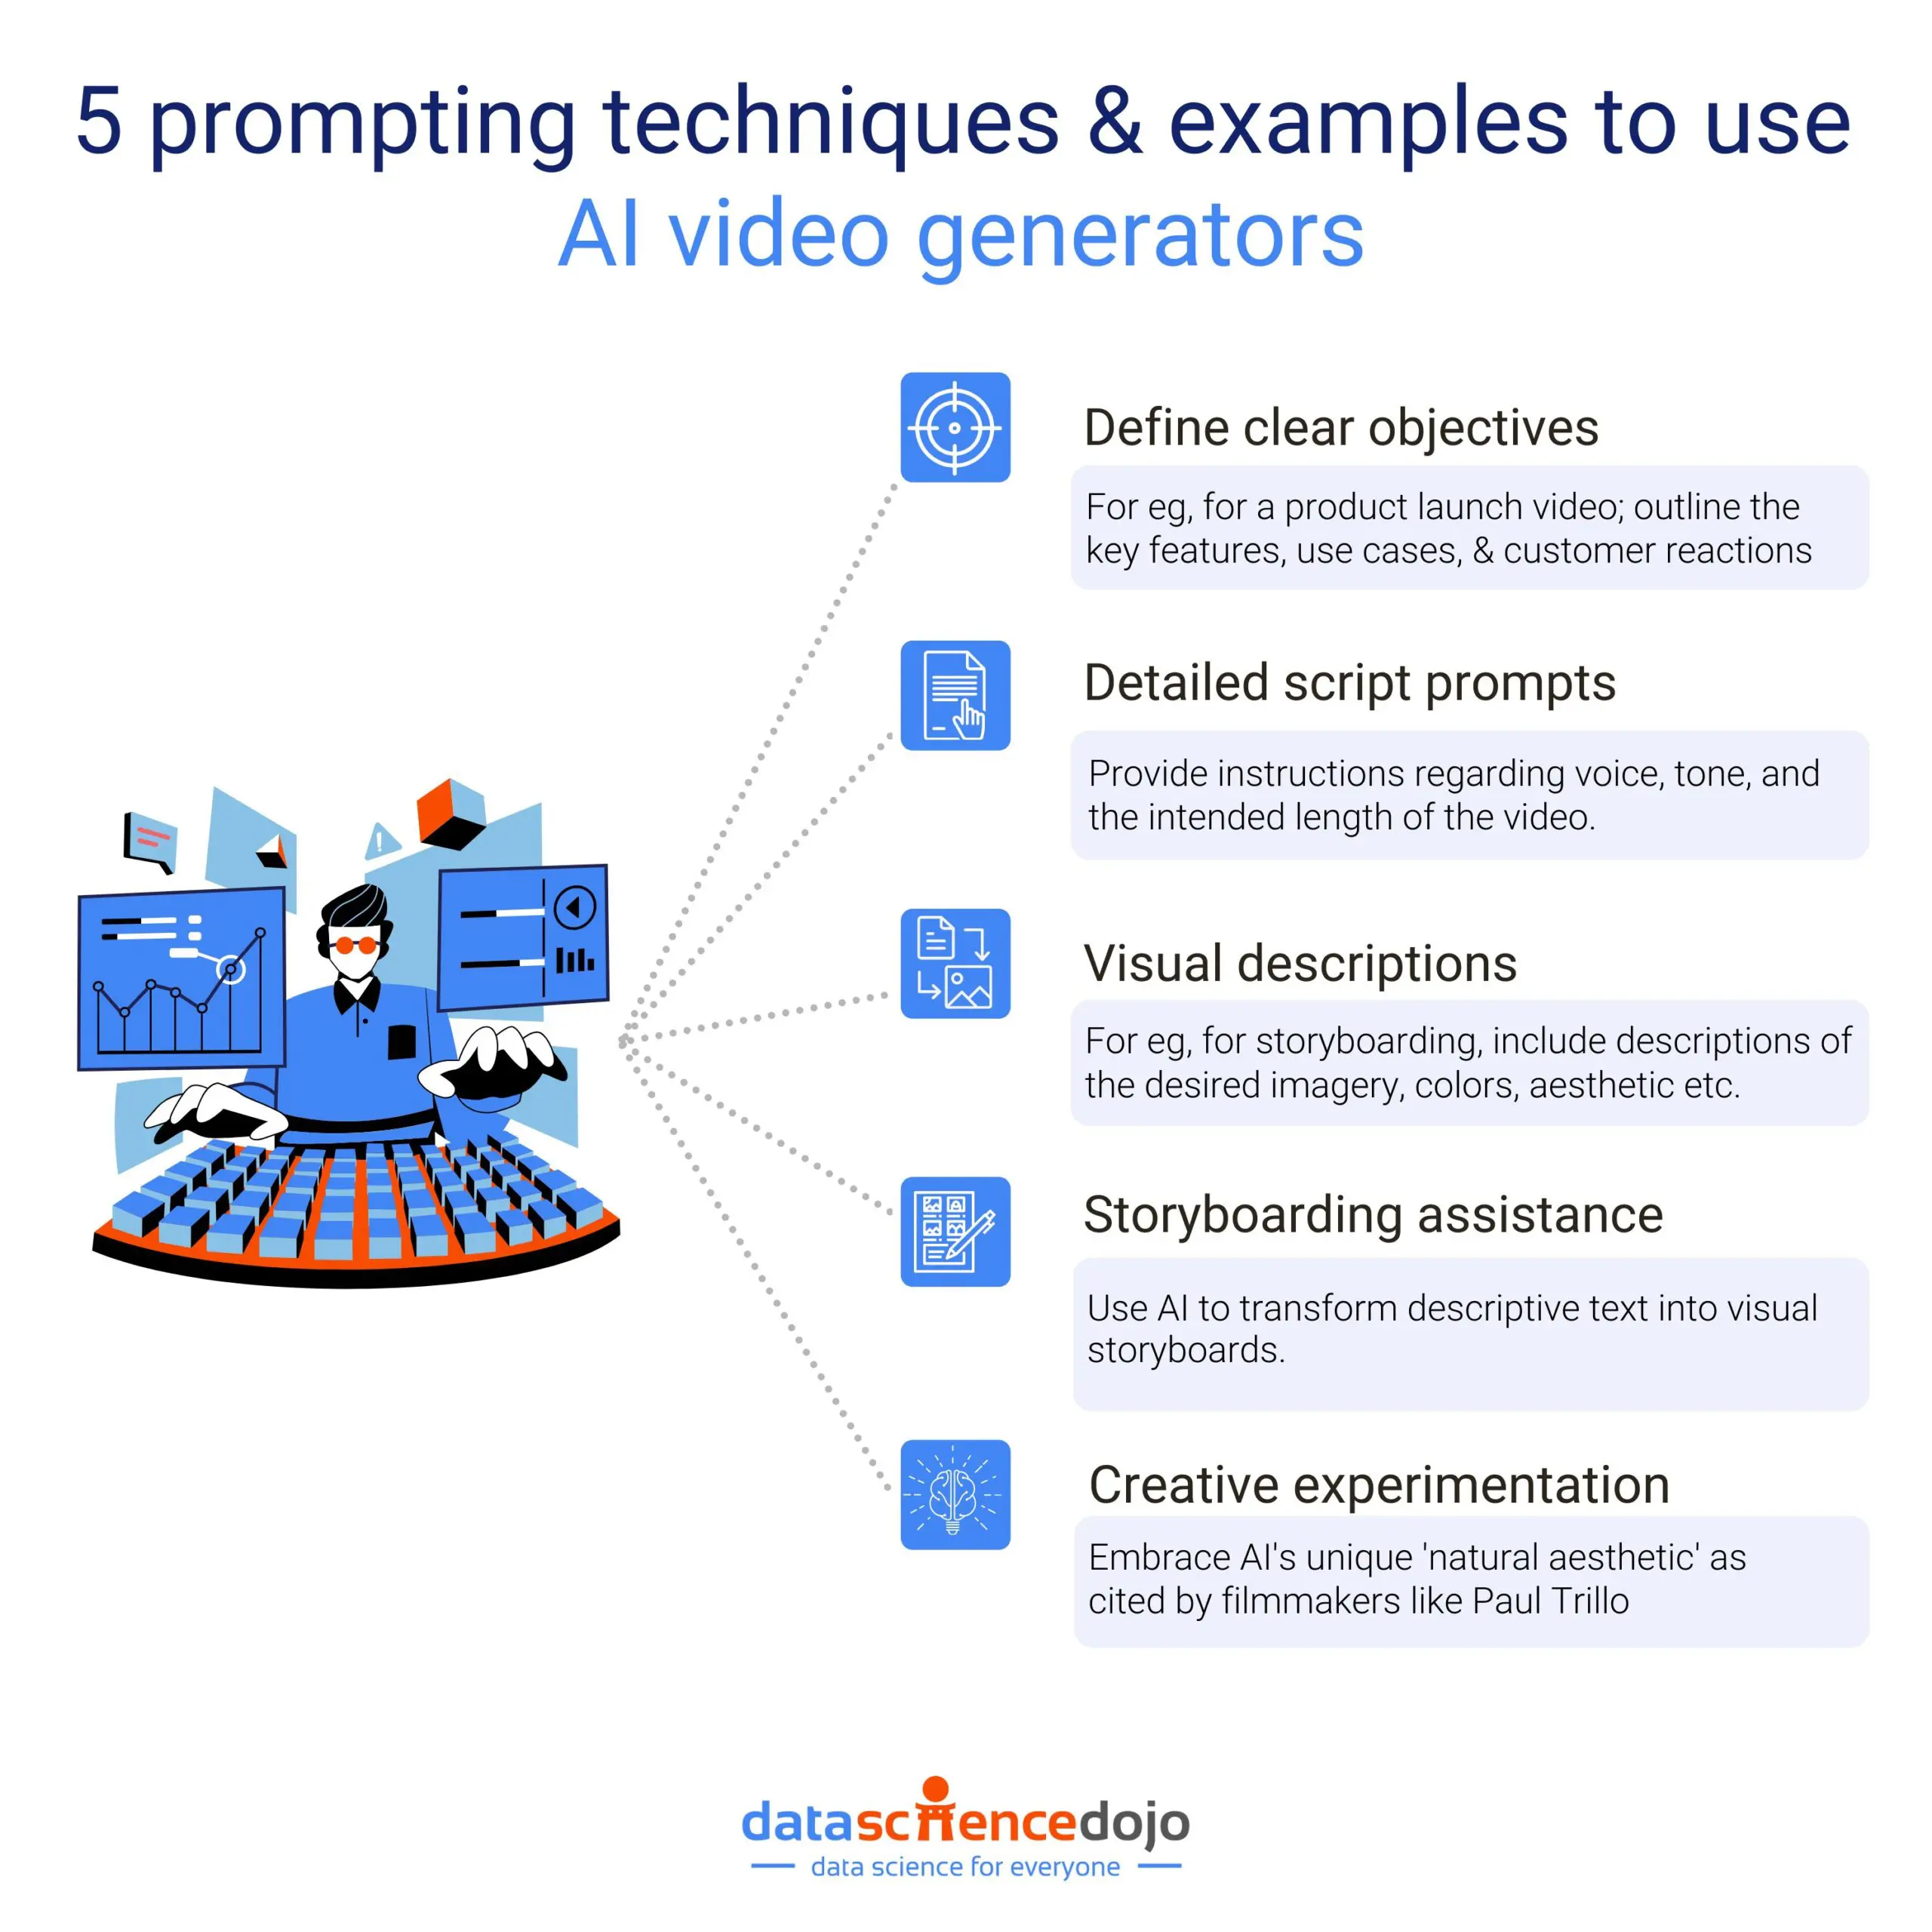 5 prompting techniques & examples to use
AI video generators
Define clear objectives
For eg, for a product launch video; outline the
key features, use cases, & customer reactions
Detailed script prompts
Provide instructions regarding voice, tone, and
the intended length of the video.
Visual descriptions
For eg, for storyboarding, include descriptions of
the desired imagery, colors, aesthetic etc.
Storyboarding assistance
Use AI to transform descriptive text into visual
storyboards.
Creative experimentation
Embrace AI's unique 'natural aesthetic' as
cited by filmmakers like Paul Trillo
datasciencedojo
data science for everyone